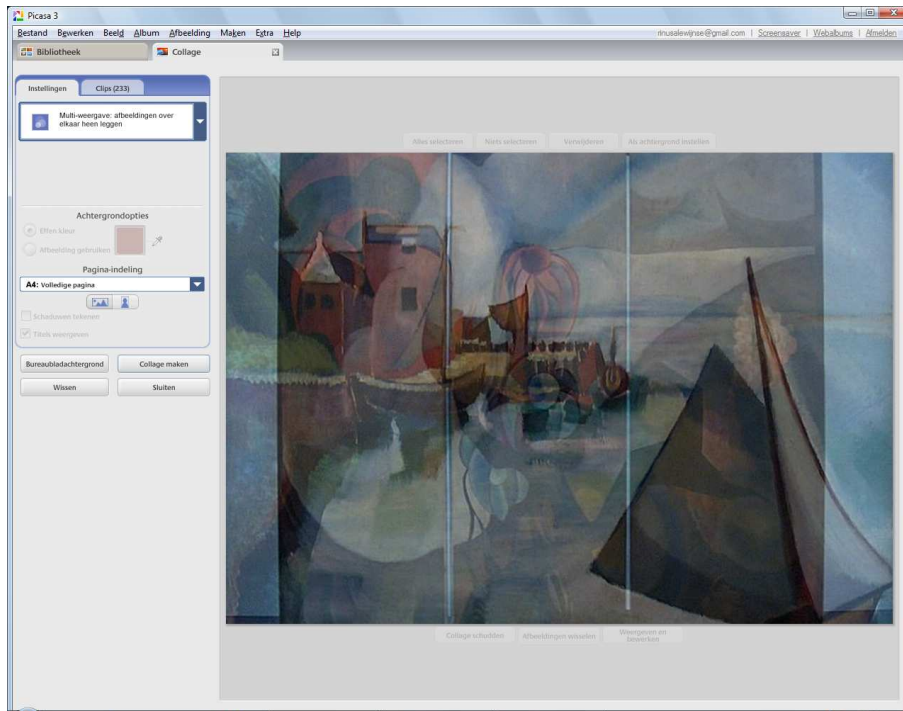 Picasa 3
Bestand Bewerken Beeld Album Afbeelding Maken Extra Help
rinusalewijnse@gmail.com | Screensaver | Webalbums | Afmelden
Bibliotheek
Collage
Instellingen
Clips (233)
Multi-weergave: afbeeldingen over
elkaar heen leggen
Alles selecteren
Niets selecteren
Verwijderen
Als achtergrond instellen
Achtergrondopties
Effen kleur
Afbeelding gebruiken
Pagina-indeling
A4: Volledige pagina
Schaduwen tekenen
Titels weergeven
Bureaubladachtergrond
Collage maken
Wissen
Sluiten
Collage schudden
Afbeeldingen wisselen
Weergeven en
bewerken